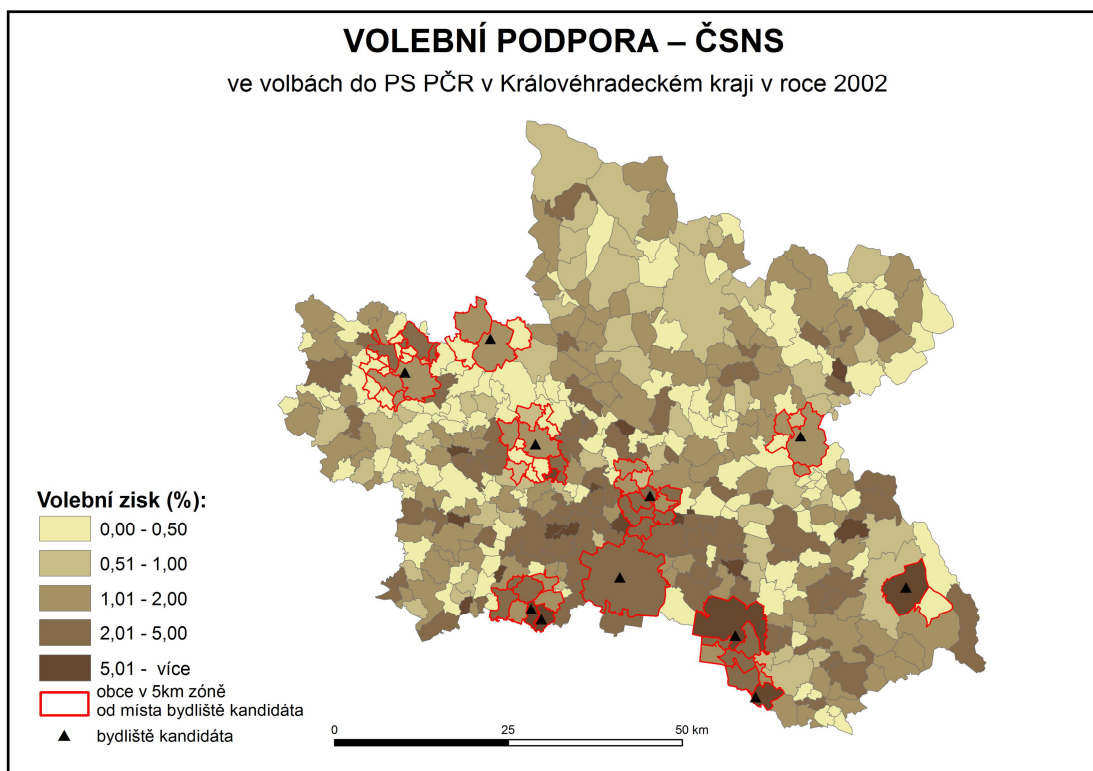 VOLEBNÍ PODPORA – ČSNS
ve volbách do PS PČR v Královéhradeckém kraji v roce 2002
Volební zisk (%):
0,00 - 0,50
0,51 - 1,00
1,01 - 2,00
2,01 - 5,00
5,01 - více
obce v 5km zóně
od místa bydliště kandidáta
bydliště kandidáta
0 25 50 km